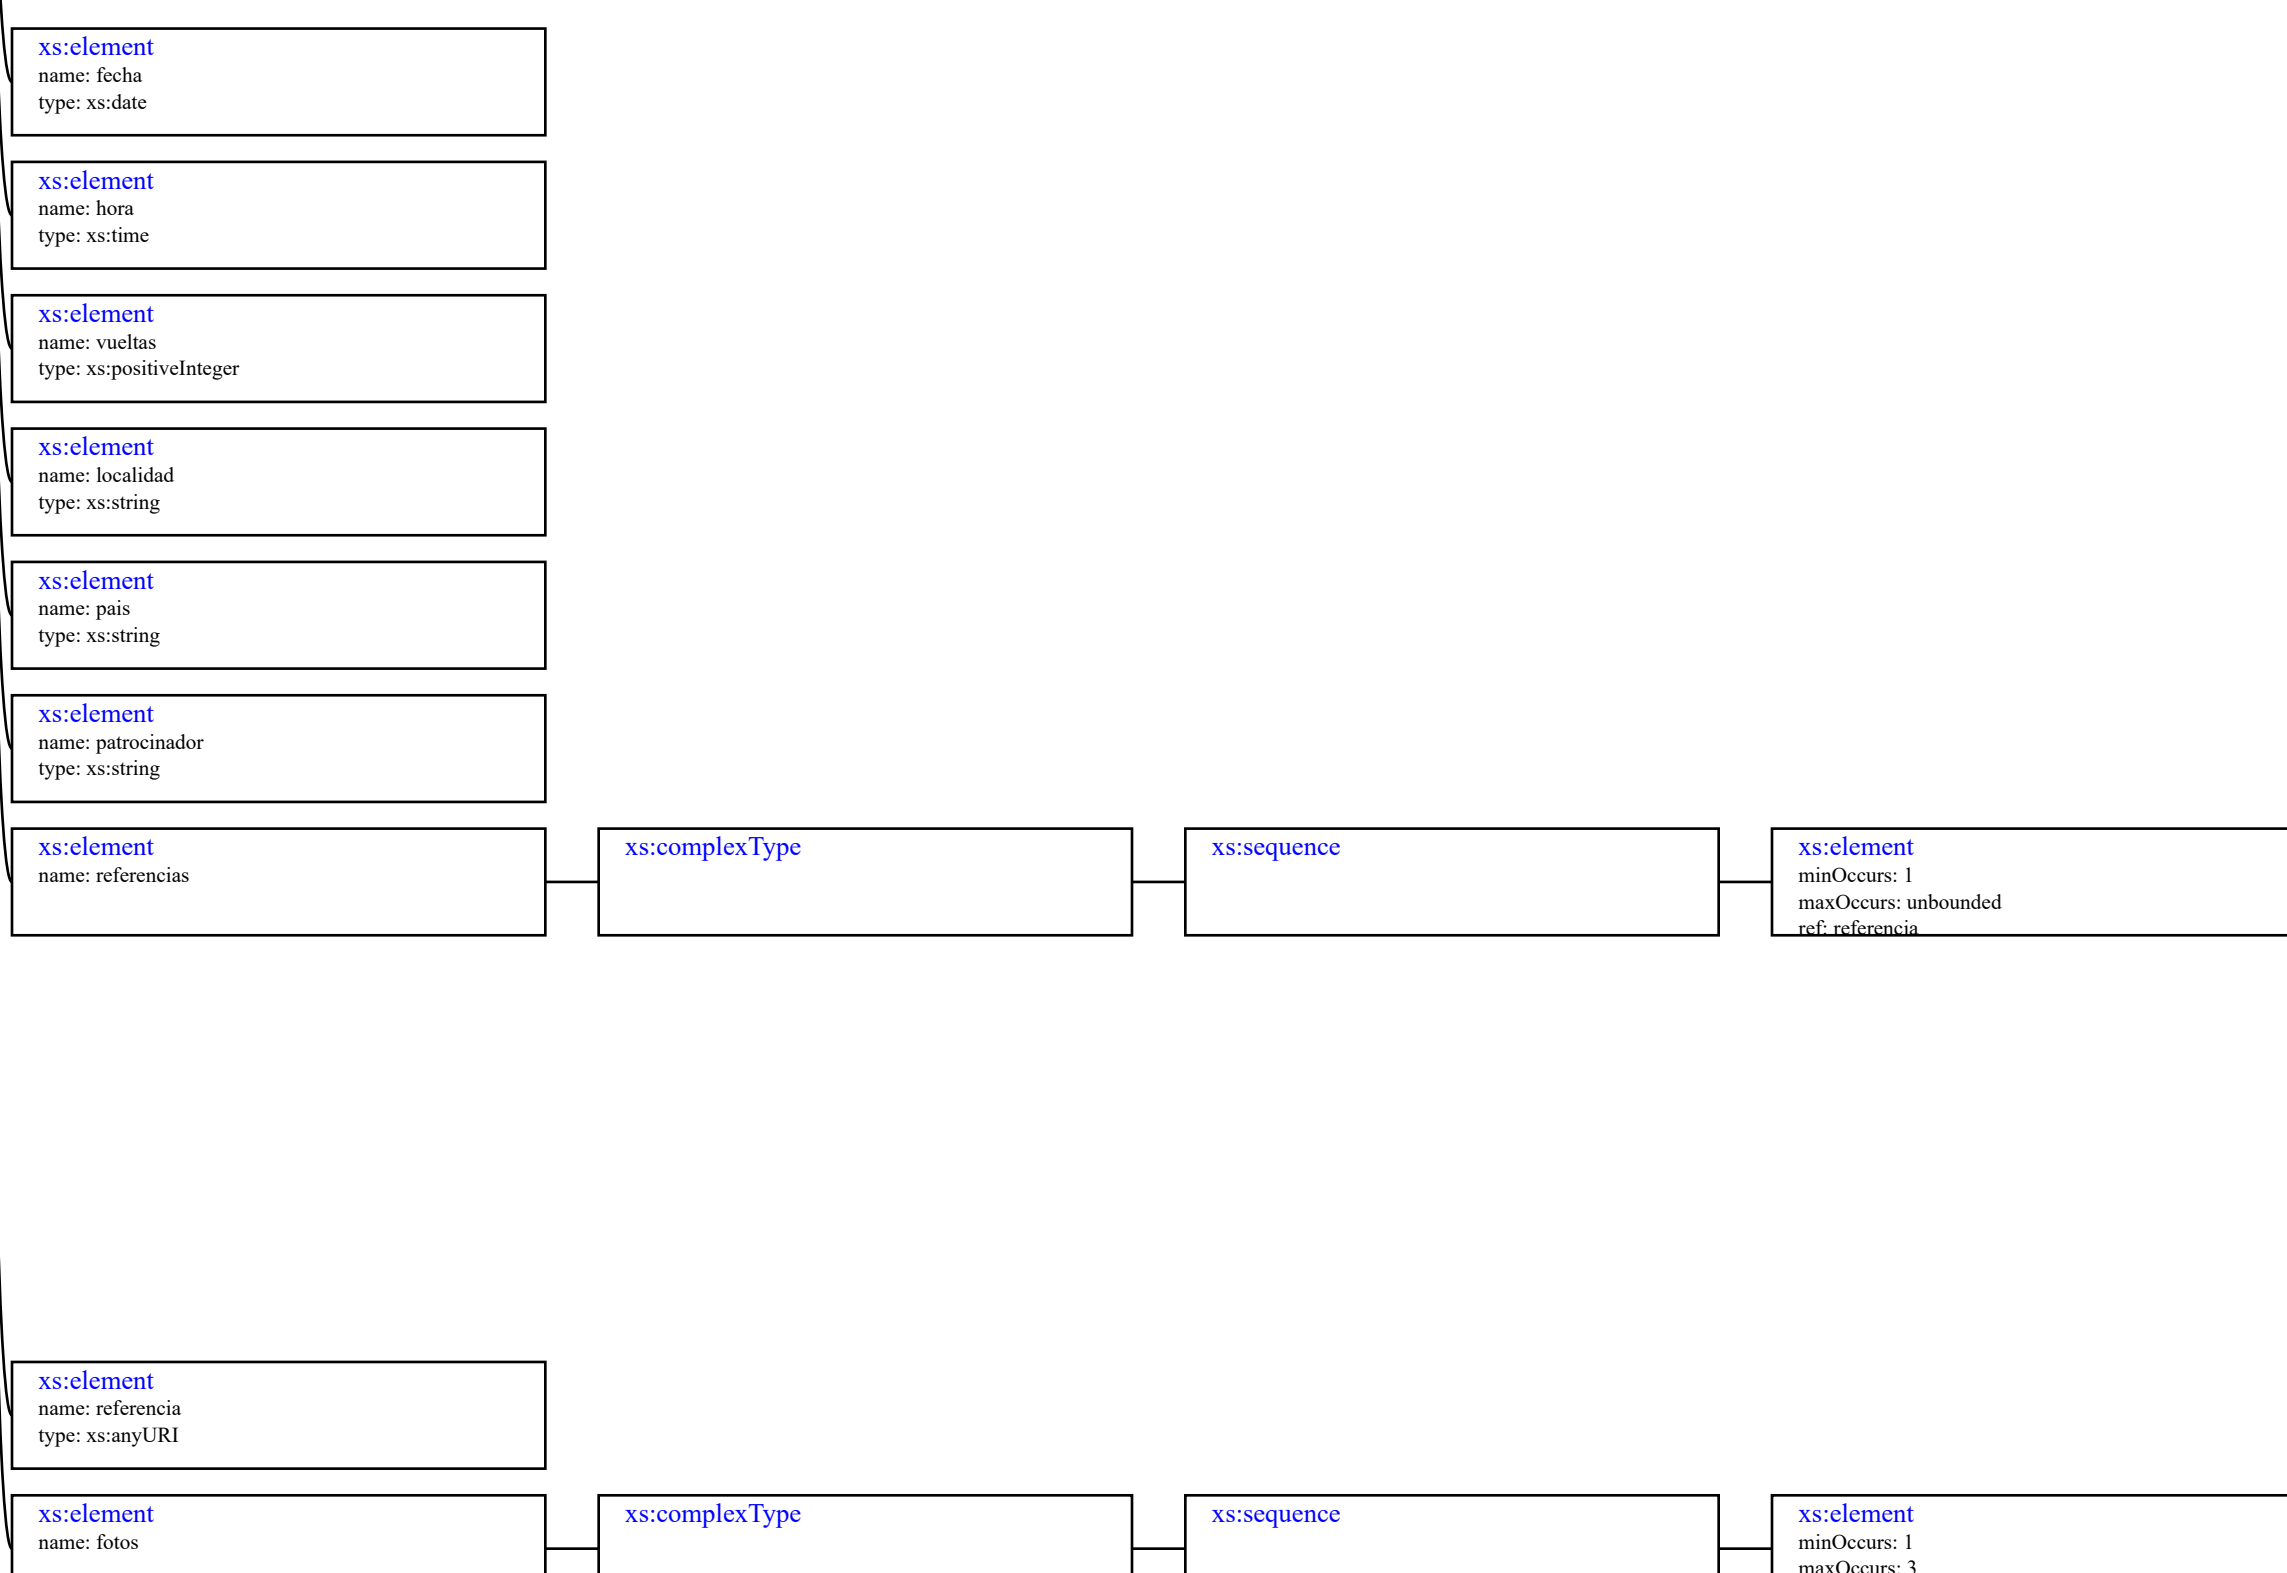 xs:element
name: fecha
type: xs:date
xs:element
name: hora
type: xs:time
xs:element
name: vueltas
type: xs:positiveInteger
xs:element
name: localidad
type: xs:string
xs:element
name: pais
type: xs:string
xs:element
name: patrocinador
type: xs:string
xs:element
name: referencias
xs:complexType
xs:sequence
xs:element
minOccurs: 1
maxOccurs: unbounded
ref: referencia
xs:element
name: referencia
type: xs:anyURI
xs:element
name: fotos
xs:complexType
xs:sequence
xs:element
minOccurs: 1
maxOccurs: 3